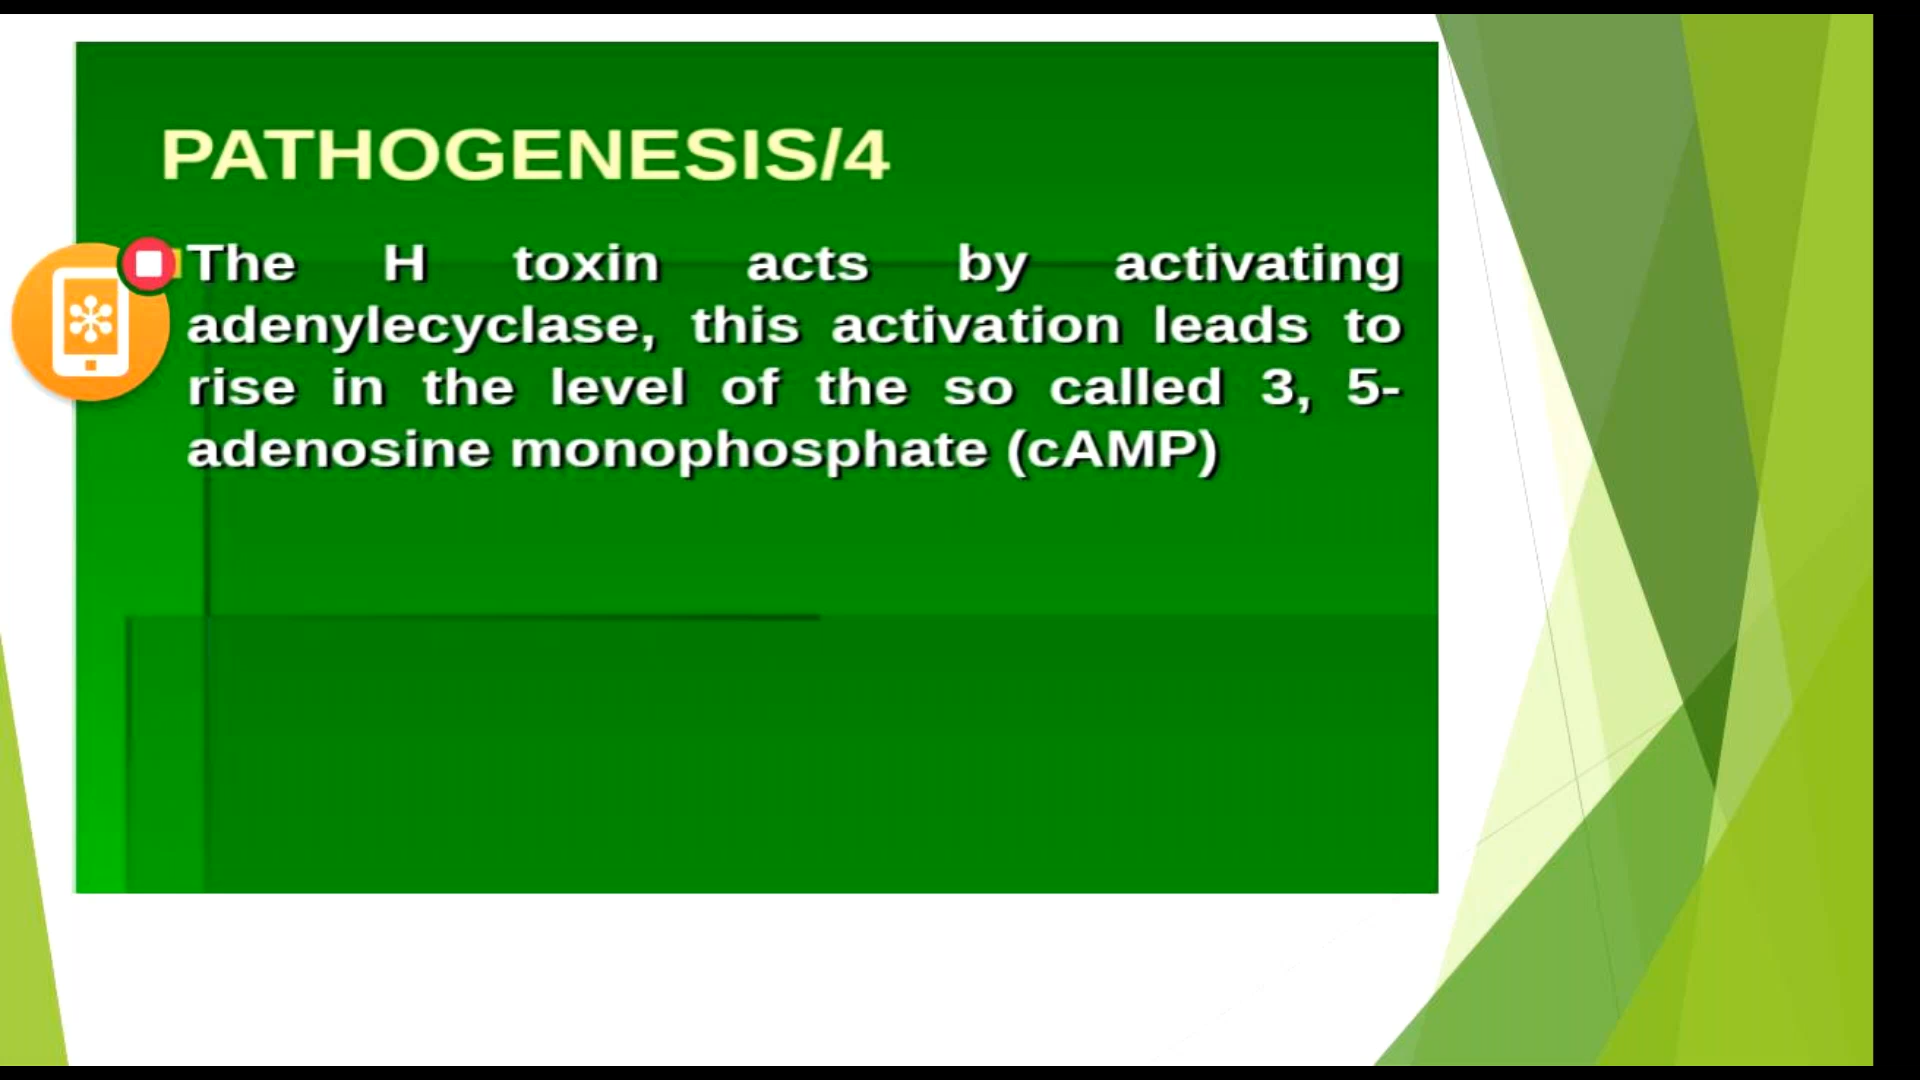 PATHOGENESIS/4
The H toxin acts by activating
adenylecyclase, this activation leads to
rise in the level of the so called 3, 5-
adenosine monophosphate (cAMP)